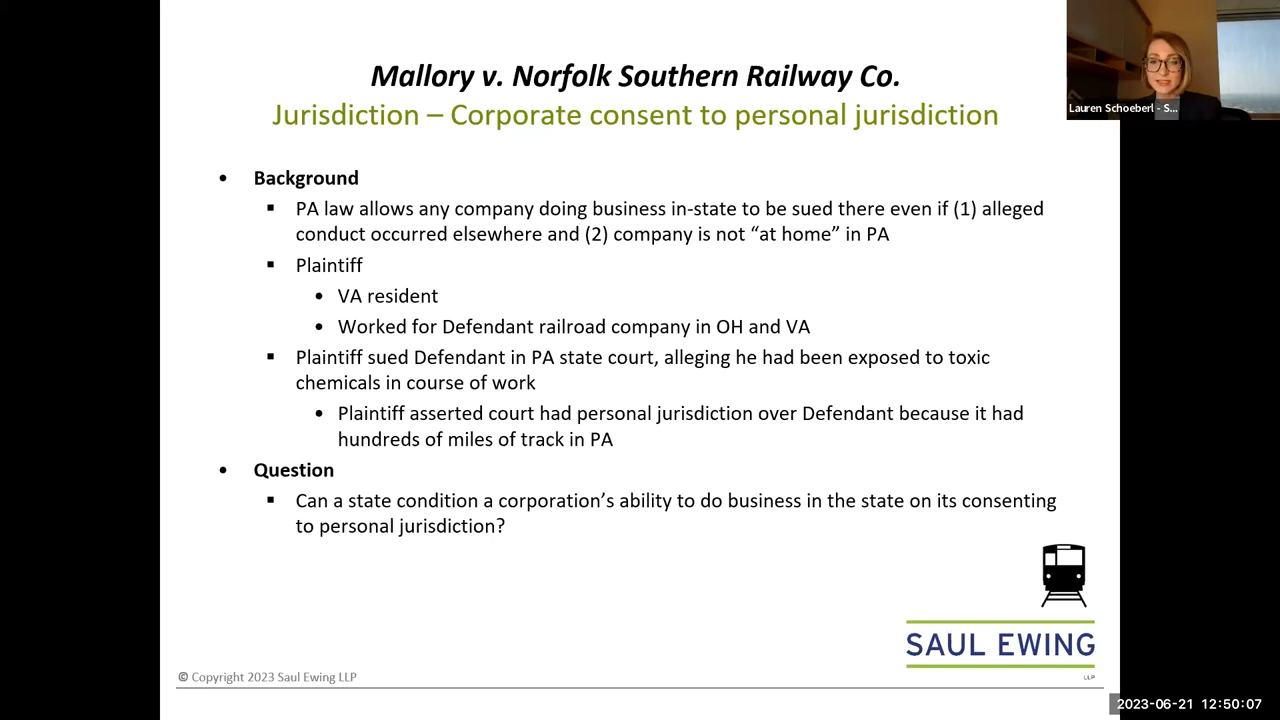 Mallory v. Norfolk Southern Railway Co.
Jurisdiction – Corporate consent to personal jurisdiction
Lauren Schoeberl - S...
• Background
▪ PA law allows any company doing business in-state to be sued there even if (1) alleged
conduct occurred elsewhere and (2) company is not “at home” in PA
▪ Plaintiff
• VA resident
• Worked for Defendant railroad company in OH and VA
▪ Plaintiff sued Defendant in PA state court, alleging he had been exposed to toxic
chemicals in course of work
• Plaintiff asserted court had personal jurisdiction over Defendant because it had
hundreds of miles of track in PA
• Question
▪ Can a state condition a corporation’s ability to do business in the state on its consenting
to personal jurisdiction?
SAUL EWING
LLP
© Copyright 2023 Saul Ewing LLP
2023-06-21 12:50:07